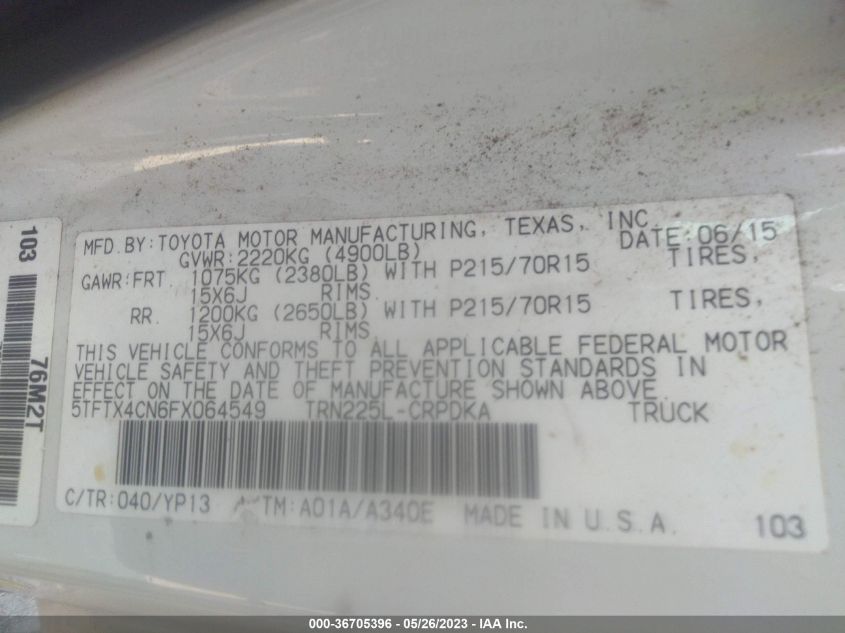 MFD. BY: TOYOTA MOTOR MANUFACTURING, TEXAS, INC.
GVWR: 2220KG (4900LB) DATE: 06/15
GAWR: FRT. 1075KG (2380LB) WITH P215/70R15 TIRES,
15X6J RIMS.
RR. 1200KG (2650LB) WITH P215/70R15 TIRES,
15X6J RIMS.
THIS VEHICLE CONFORMS TO ALL APPLICABLE FEDERAL MOTOR
VEHICLE SAFETY AND THEFT PREVENTION STANDARDS IN
EFFECT ON THE DATE OF MANUFACTURE SHOWN ABOVE.
5TFTX4CN6FX064549 TRN225L-CRPDKA TRUCK
C/TR: 040/YP13 A/TM: A01A/A340E MADE IN U.S.A.
103
103
76M2T
000-36705396 - 05/26/2023 - IAA Inc.